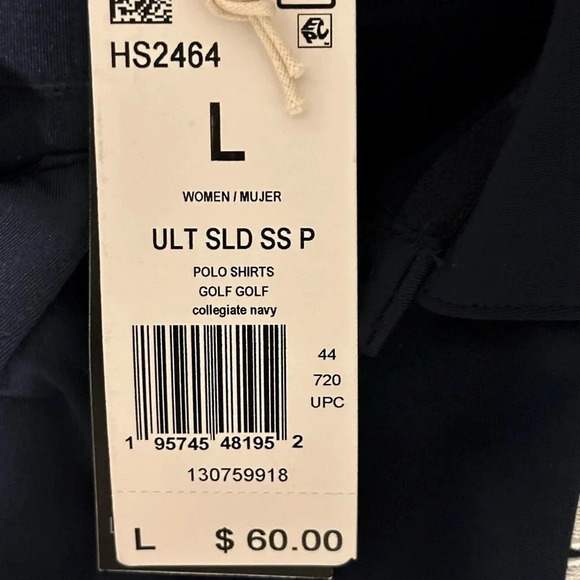 EPC
HS2464
L
WOMEN / MUJER
ULT SLD SS P
POLO SHIRTS
GOLF GOLF
collegiate navy
44
720
UPC
1 95745 48195 2
130759918
L $ 60.00